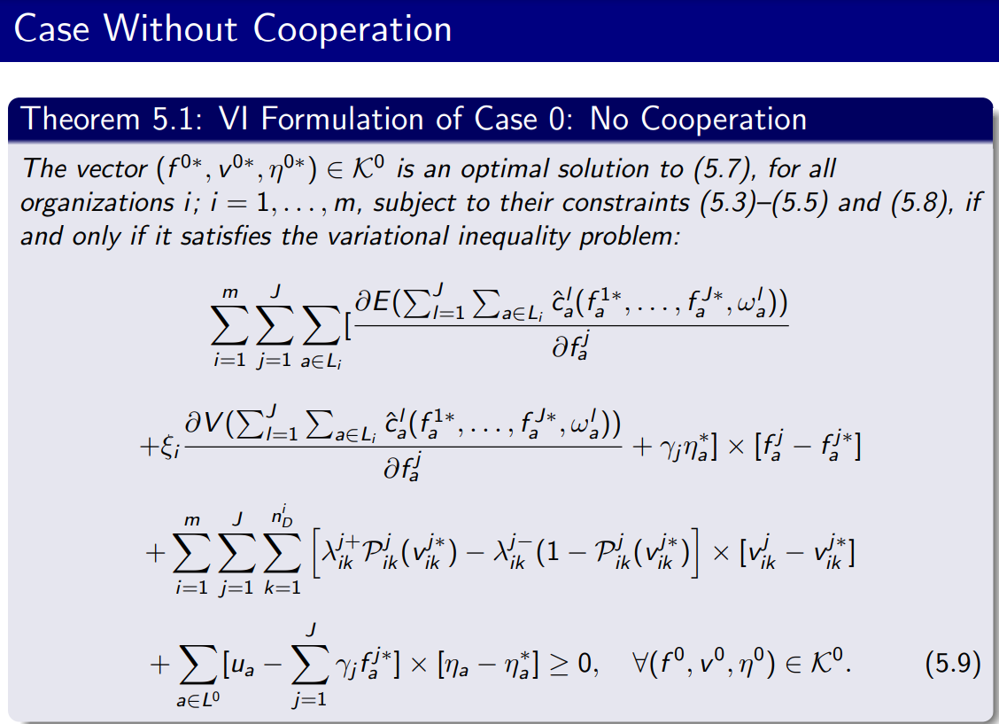 Case Without Cooperation
Theorem 5.1: VI Formulation of Case 0: No Cooperation
The vector $(f^{0*}, v^{0*}, \eta^{0*}) \in \mathcal{K}^0$ is an optimal solution to (5.7), for all
organizations i; $i = 1, \ldots, m$, subject to their constraints (5.3)–(5.5) and (5.8), if
and only if it satisfies the variational inequality problem:
$\sum_{i=1}^{m} \sum_{j=1}^{J} \sum_{a \in L_i} [\frac{\partial E(\sum_{l=1}^{J} \sum_{a \in L_i} \hat{c}_a^l(f_a^{1*}, \ldots, f_a^{J*}, \omega_a^l))}{\partial f_a^j}$
$+ \xi_i \frac{\partial V(\sum_{l=1}^{J} \sum_{a \in L_i} \hat{c}_a^l(f_a^{1*}, \ldots, f_a^{J*}, \omega_a^l))}{\partial f_a^j} + \gamma_j \eta_a^*] \times [f_a^j - f_a^{j*}]$
$+ \sum_{i=1}^{m} \sum_{j=1}^{J} \sum_{k=1}^{n_D^i} \left[ \lambda_{ik}^{j+} \mathcal{P}_{ik}^j(v_{ik}^{j*}) - \lambda_{ik}^{j-}(1 - \mathcal{P}_{ik}^j(v_{ik}^{j*}) \right] \times [v_{ik}^j - v_{ik}^{j*}]$
$+ \sum_{a \in L^0} [u_a - \sum_{j=1}^{J} \gamma_j f_a^{j*}] \times [\eta_a - \eta_a^*] \geq 0, \quad \forall (f^0, v^0, \eta^0) \in \mathcal{K}^0.$ (5.9)